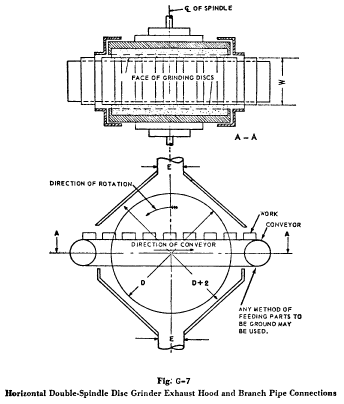 ℄ OF SPINDLE
FACE OF GRINDING DISCS
W
A - A
E
DIRECTION OF ROTATION
WORK
CONVEYOR
A
DIRECTION OF CONVEYOR
A
D
D+2
ANY METHOD OF
FEEDING PARTS TO
BE GROUND MAY
BE USED.
E
Fig. G-7
Horizontal Double-Spindle Disc Grinder Exhaust Hood and Branch Pipe Connections